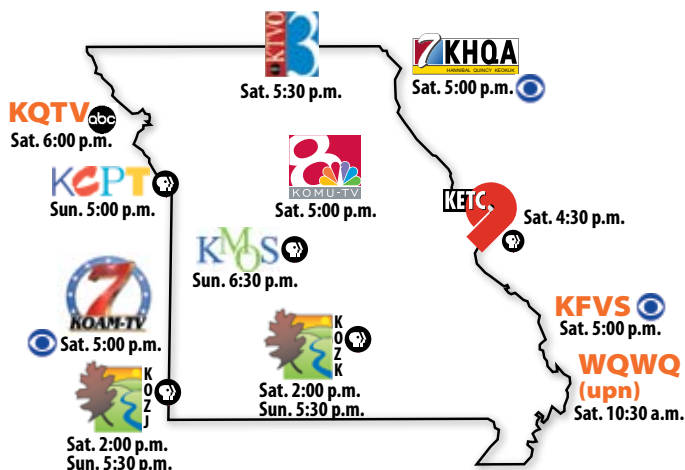 KTVO
3
Sat. 5:30 p.m.
7 KHQA
HANNIBAL QUINCY KEOKUK
Sat. 5:00 p.m.
KQTV abc
Sat. 6:00 p.m.
KCPT
Sun. 5:00 p.m.
8
KOMU-TV
Sat. 5:00 p.m.
KETC
Sat. 4:30 p.m.
KMOS
Sun. 6:30 p.m.
7
KOAM-TV
Sat. 5:00 p.m.
KFVS
Sat. 5:00 p.m.
KOZK
Sat. 2:00 p.m.
Sun. 5:30 p.m.
WQWQ
(upn)
Sat. 10:30 a.m.
KOZJ
Sat. 2:00 p.m.
Sun. 5:30 p.m.